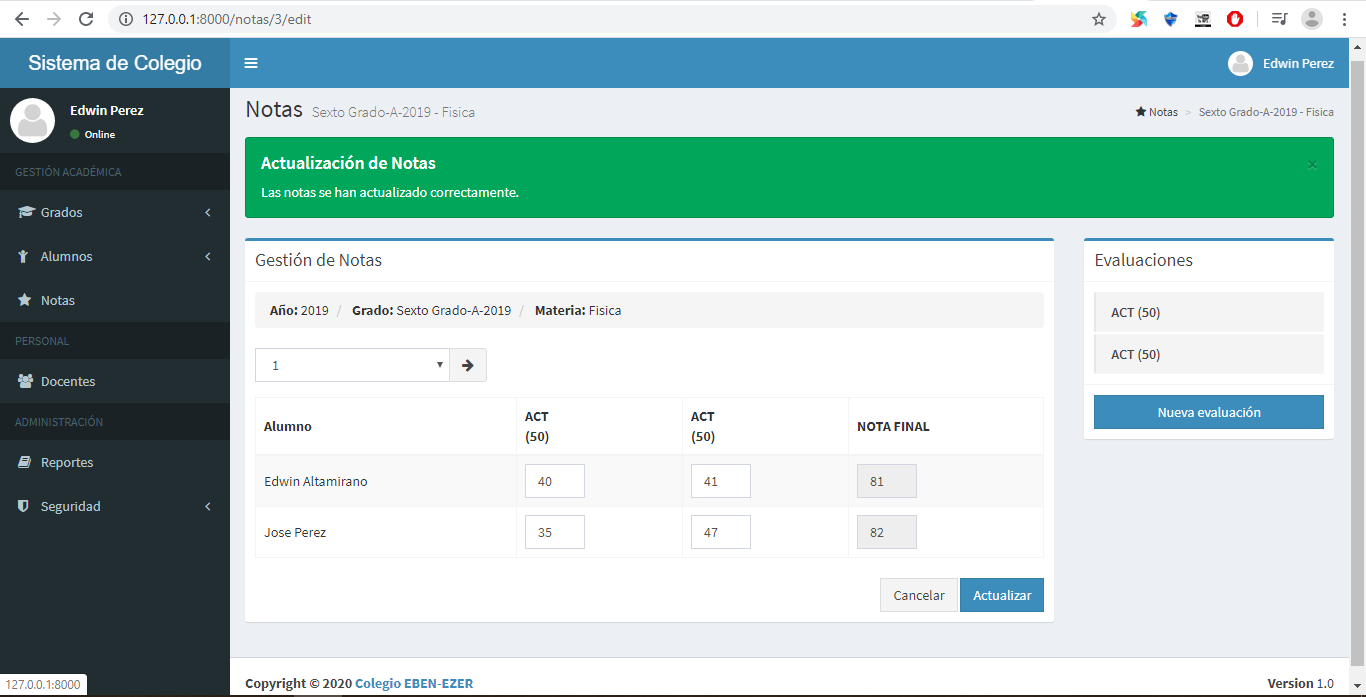 127.0.0.1:8000/notas/3/edit
Sistema de Colegio
Edwin Perez
Edwin Perez
Online
GESTIÓN ACADÉMICA
Grados
Alumnos
Notas
PERSONAL
Docentes
ADMINISTRACIÓN
Reportes
Seguridad
Notas Sexto Grado-A-2019 - Fisica
Notas > Sexto Grado-A-2019 - Fisica
Actualización de Notas
×
Las notas se han actualizado correctamente.
Gestión de Notas
Año: 2019 / Grado: Sexto Grado-A-2019 / Materia: Fisica
1
Alumno ACT (50) ACT (50) NOTA FINAL
Edwin Altamirano 40 41 81
Jose Perez 35 47 82
Cancelar Actualizar
Evaluaciones
ACT (50)
ACT (50)
Nueva evaluación
Copyright © 2020 Colegio EBEN-EZER
Version 1.0
127.0.0.1:8000